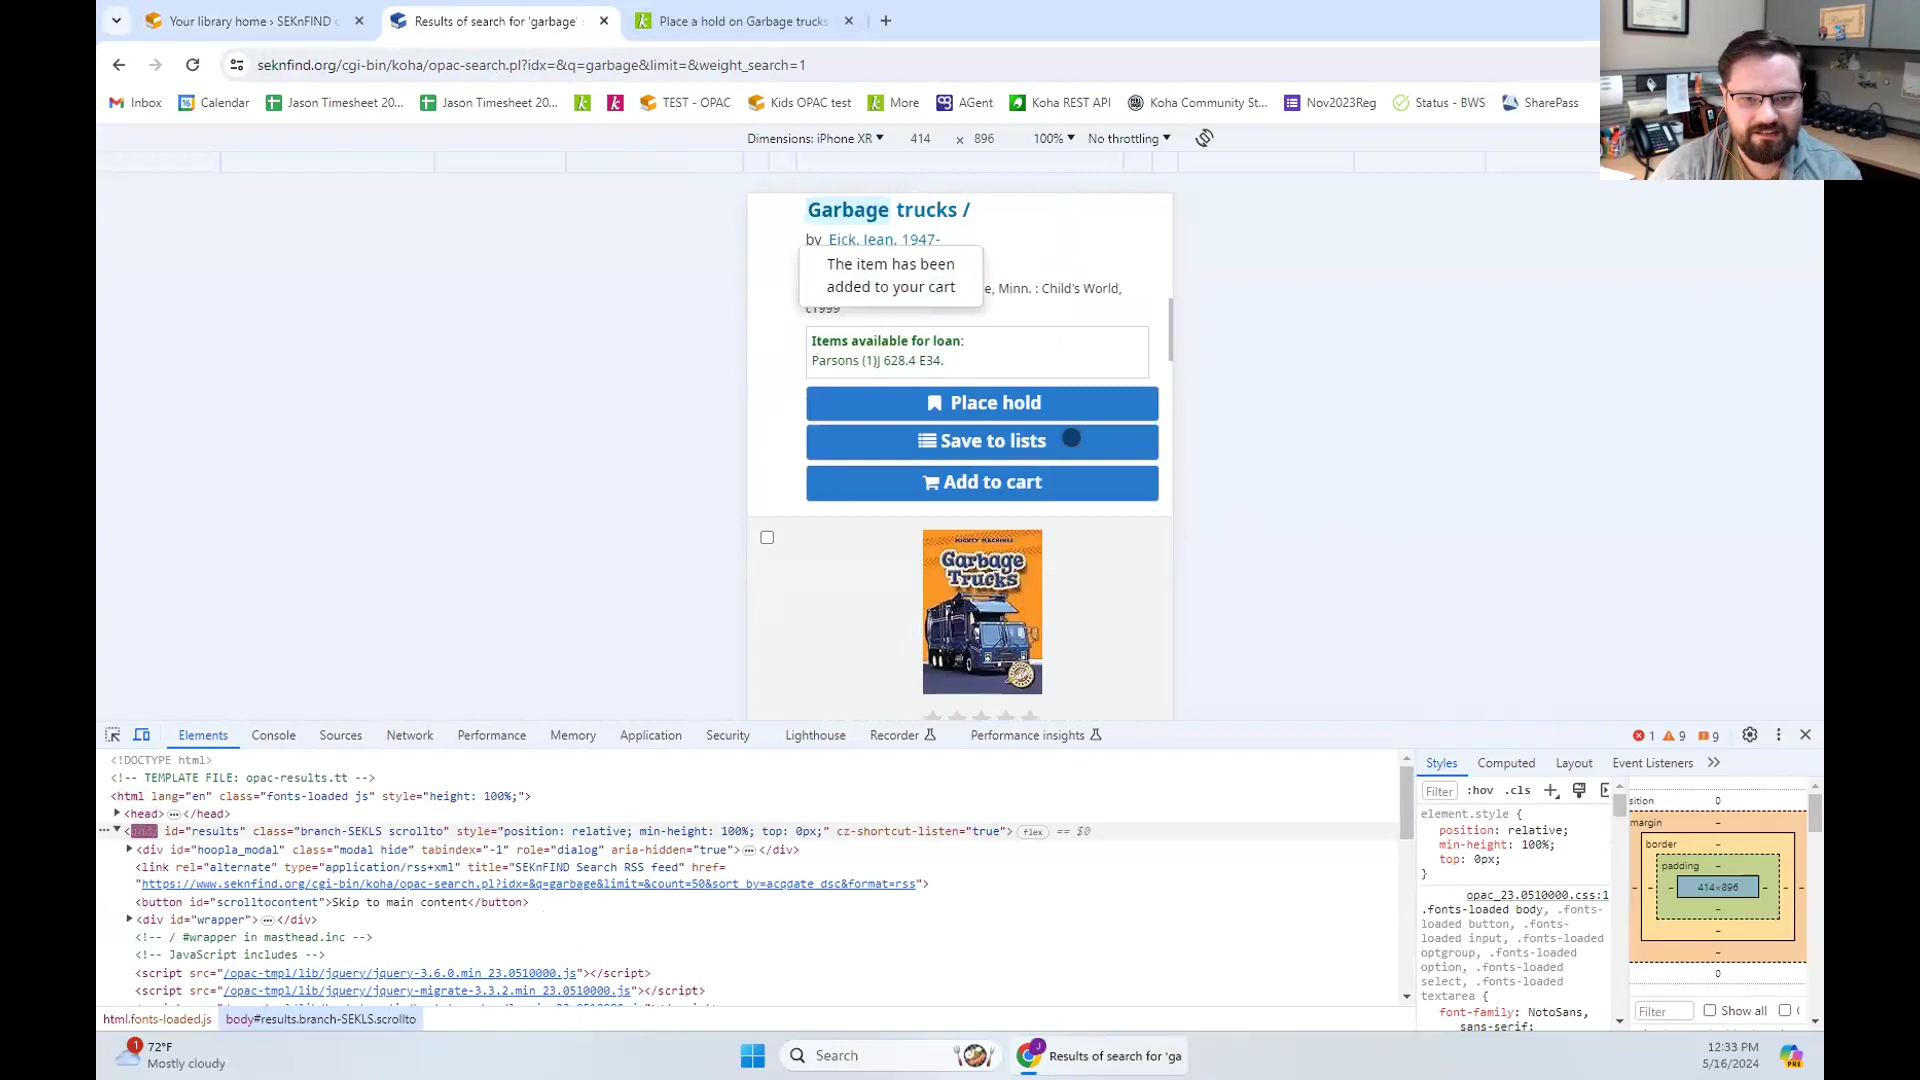 Your library home › SEKnFIND
Results of search for 'garbage'
Place a hold on Garbage trucks
seknfind.org/cgi-bin/koha/opac-search.pl?idx=&q=garbage&limit=&weight_search=1
Inbox
Calendar
Jason Timesheet 20...
Jason Timesheet 20...
TEST - OPAC
Kids OPAC test
More
AGent
Koha REST API
Koha Community St...
Nov2023Reg
Status - BWS
SharePass
Dimensions: iPhone XR
414
x
896
100%
No throttling
Garbage trucks /
by Eick, Jean, 1947-
The item has been
added to your cart
e, Minn. : Child's World,
c1999
Items available for loan:
Parsons (1)J 628.4 E34.
Place hold
Save to lists
Add to cart
MIGHTY MACHINES
Garbage
Trucks
Elements
Console
Sources
Network
Performance
Memory
Application
Security
Lighthouse
Recorder
Performance insights
1
9
9
<!DOCTYPE html>
<!-- TEMPLATE FILE: opac-results.tt -->
<html lang="en" class="fonts-loaded js" style="height: 100%;">
<head> ... </head>
<body id="results" class="branch-SEKLS scrollto" style="position: relative; min-height: 100%; top: 0px;" cz-shortcut-listen="true"> flex == $0
<div id="hoopla_modal" class="modal hide" tabindex="-1" role="dialog" aria-hidden="true"> ... </div>
<link rel="alternate" type="application/rss+xml" title="SEKnFIND Search RSS feed" href=
"https://www.seknfind.org/cgi-bin/koha/opac-search.pl?idx=&q=garbage&limit=&count=50&sort_by=acqdate_dsc&format=rss">
<button id="scrolltocontent">Skip to main content</button>
<div id="wrapper"> ... </div>
<!-- / #wrapper in masthead.inc -->
<!-- JavaScript includes -->
<script src="/opac-tmpl/lib/jquery/jquery-3.6.0.min_23.0510000.js"></script>
<script src="/opac-tmpl/lib/jquery/jquery-migrate-3.3.2.min_23.0510000.js"></script>
html.fonts-loaded.js
body#results.branch-SEKLS.scrollto
Styles
Computed
Layout
Event Listeners
Filter
:hov
.cls
element.style {
position: relative;
min-height: 100%;
top: 0px;
}
opac_23.0510000.css:1
.fonts-loaded body, .fonts-
loaded button, .fonts-
loaded input, .fonts-loaded
optgroup, .fonts-loaded
option, .fonts-loaded
select, .fonts-loaded
textarea {
font-family: NotoSans,
sans-serif;
sition
0
margin
-
border
-
padding
-
414×896
-
-
-
0
Filter
Show all
72°F
Mostly cloudy
1
Search
Results of search for 'ga
12:33 PM
5/16/2024